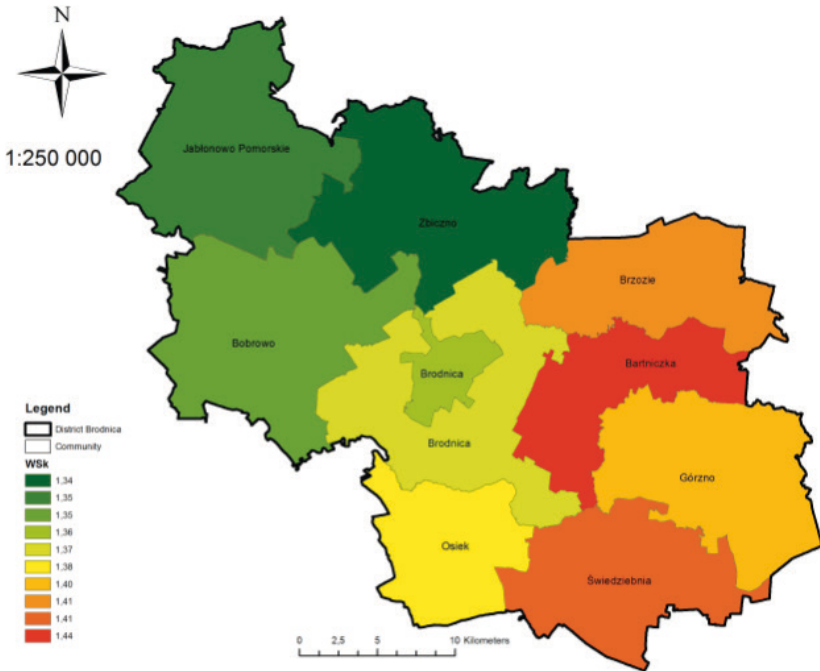 N
1:250 000
Jabłonowo Pomorskie
Zbiczno
Brzozie
Bobrowo
Brodnica
Bartniczka
Brodnica
Górzno
Osiek
Świedziebnia
Legend
District Brodnica
Community
WSk
1,34
1,35
1,35
1,36
1,37
1,38
1,40
1,41
1,41
1,44
0 2,5 5 10 Kilometers